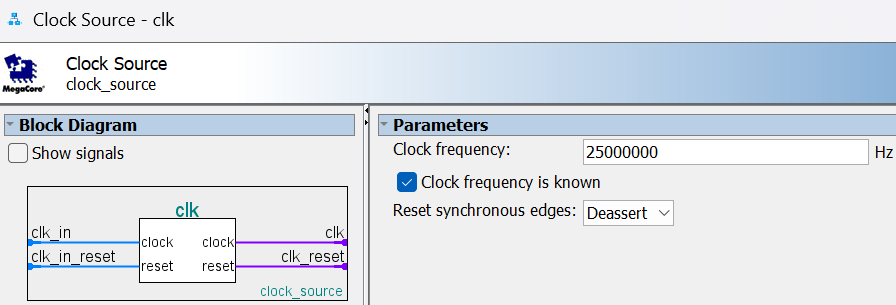 Clock Source - clk
MegaCore
Clock Source
clock_source
Block Diagram
Show signals
clk
clk_in
clock
clock
clk
clk_in_reset
reset
reset
clk_reset
clock_source
Parameters
Clock frequency: 25000000 Hz
Clock frequency is known
Reset synchronous edges: Deassert